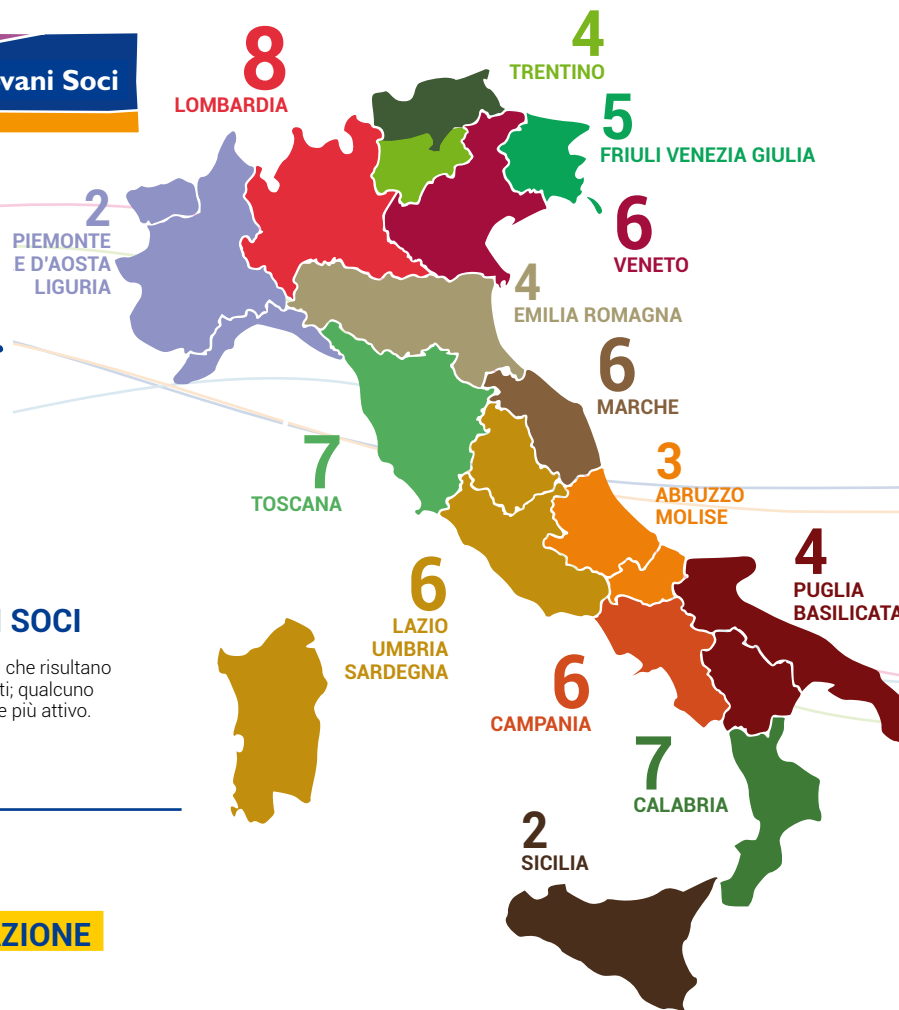 vani Soci
8
LOMBARDIA
4
TRENTINO
5
FRIULI VENEZIA GIULIA
2
PIEMONTE
E D'AOSTA
LIGURIA
6
VENETO
4
EMILIA ROMAGNA
6
MARCHE
7
TOSCANA
3
ABRUZZO
MOLISE
4
PUGLIA
BASILICATA
6
LAZIO
UMBRIA
SARDEGNA
SOCI
che risultano
ti; qualcuno
e più attivo.
6
CAMPANIA
7
CALABRIA
2
SICILIA
ZIONE